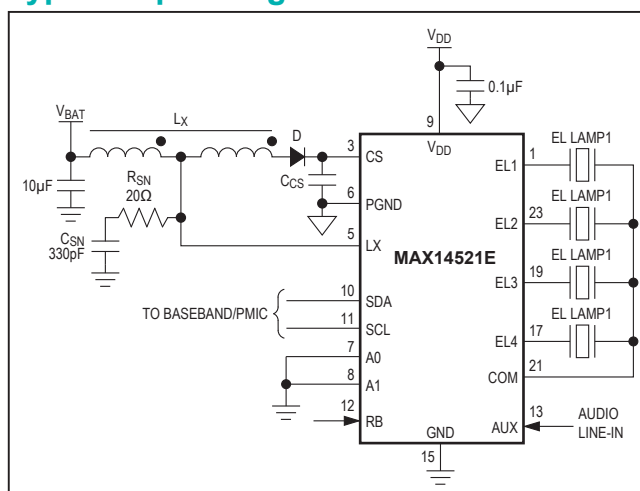 VDD
0.1µF
VBAT
LX
D
3
CS
9
VDD
EL LAMP1
EL1
1
10µF
RSN
20Ω
CCS
6
PGND
EL LAMP1
EL2
23
CSN
330pF
5
LX
MAX14521E
EL LAMP1
EL3
19
TO BASEBAND/PMIC
10
SDA
11
SCL
EL LAMP1
EL4
17
7
A0
COM
21
8
A1
12
RB
GND
15
AUX
13
AUDIO
LINE-IN